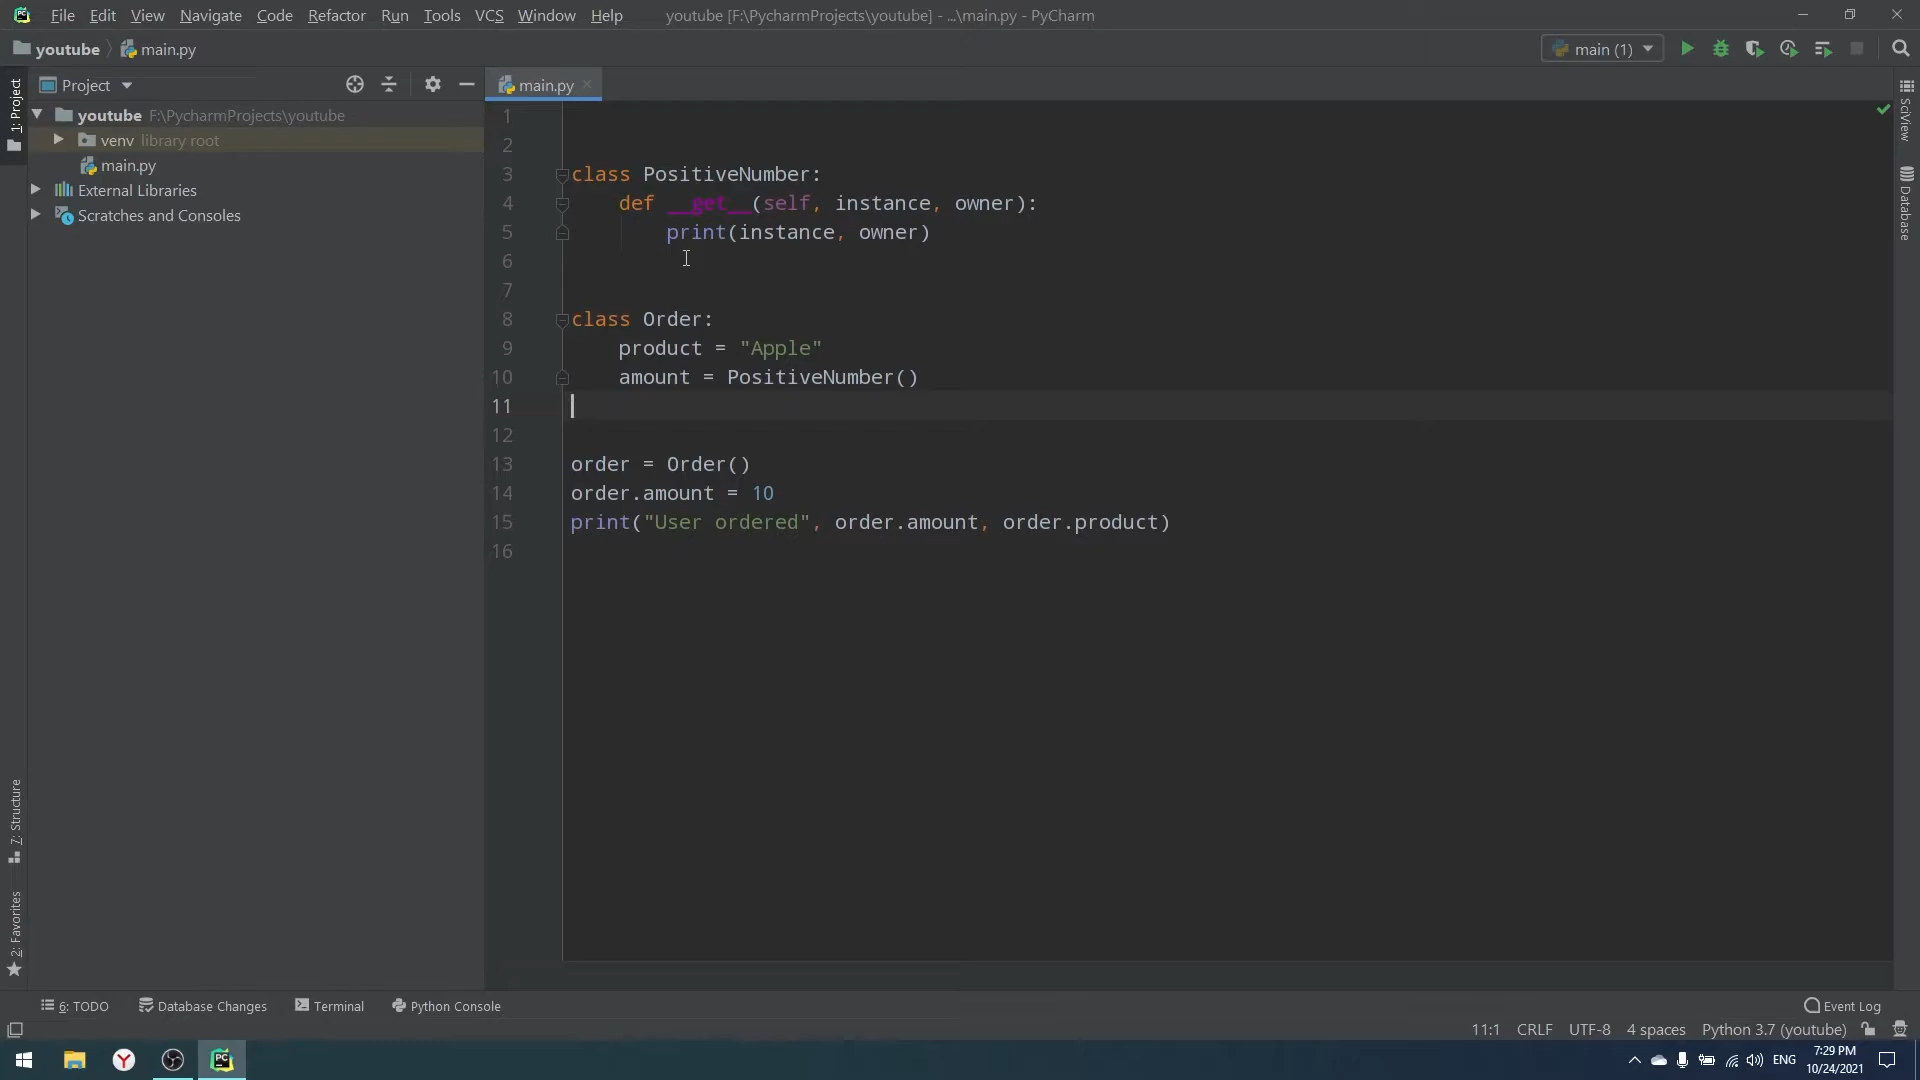 File Edit View Navigate Code Refactor Run Tools VCS Window Help youtube [F:\PycharmProjects\youtube] - ...\main.py - PyCharm
youtube main.py main (1)
Project main.py
youtube F:\PycharmProjects\youtube
venv library root
main.py
External Libraries
Scratches and Consoles
1: Project
7: Structure
2: Favorites
1
2
3 class PositiveNumber:
4     def __get__(self, instance, owner):
5         print(instance, owner)
6
7
8 class Order:
9     product = "Apple"
10     amount = PositiveNumber()
11
12
13 order = Order()
14 order.amount = 10
15 print("User ordered", order.amount, order.product)
16
SciView
Database
6: TODO Database Changes Terminal Python Console Event Log
11:1 CRLF UTF-8 4 spaces Python 3.7 (youtube)
ENG 7:29 PM
10/24/2021